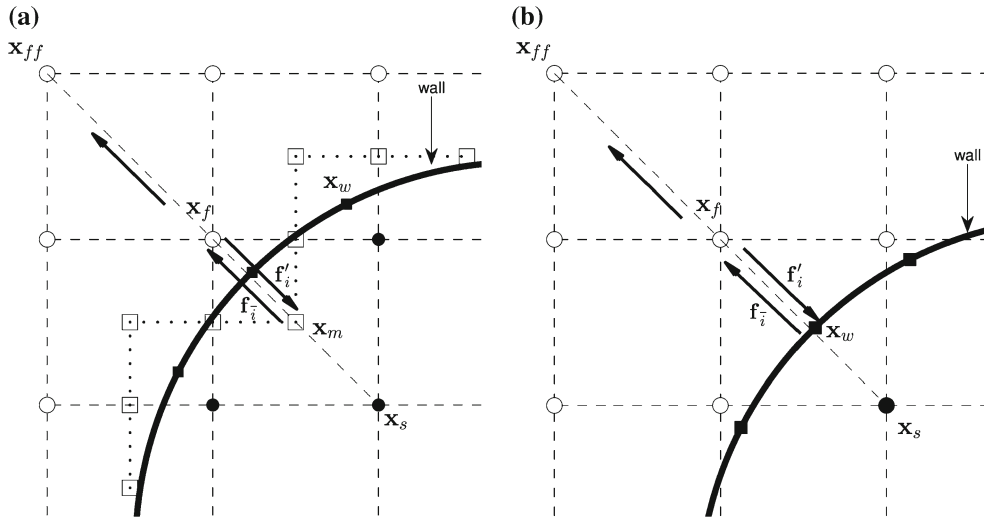 (a)
x_ff
wall
x_w
x_f
f'_i
f_ī
x_m
x_s
(b)
x_ff
wall
x_f
f'_i
f_ī
x_w
x_s